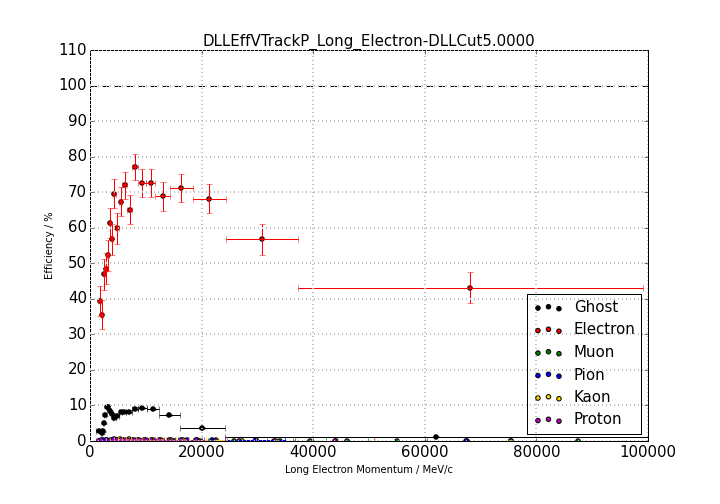 DLLEffVTrackP_Long_Electron-DLLCut5.0000
110
100
90
80
70
60
50
40
30
20
10
0
Efficiency / %
Ghost
Electron
Muon
Pion
Kaon
Proton
0 20000 40000 60000 80000 100000
Long Electron Momentum / MeV/c